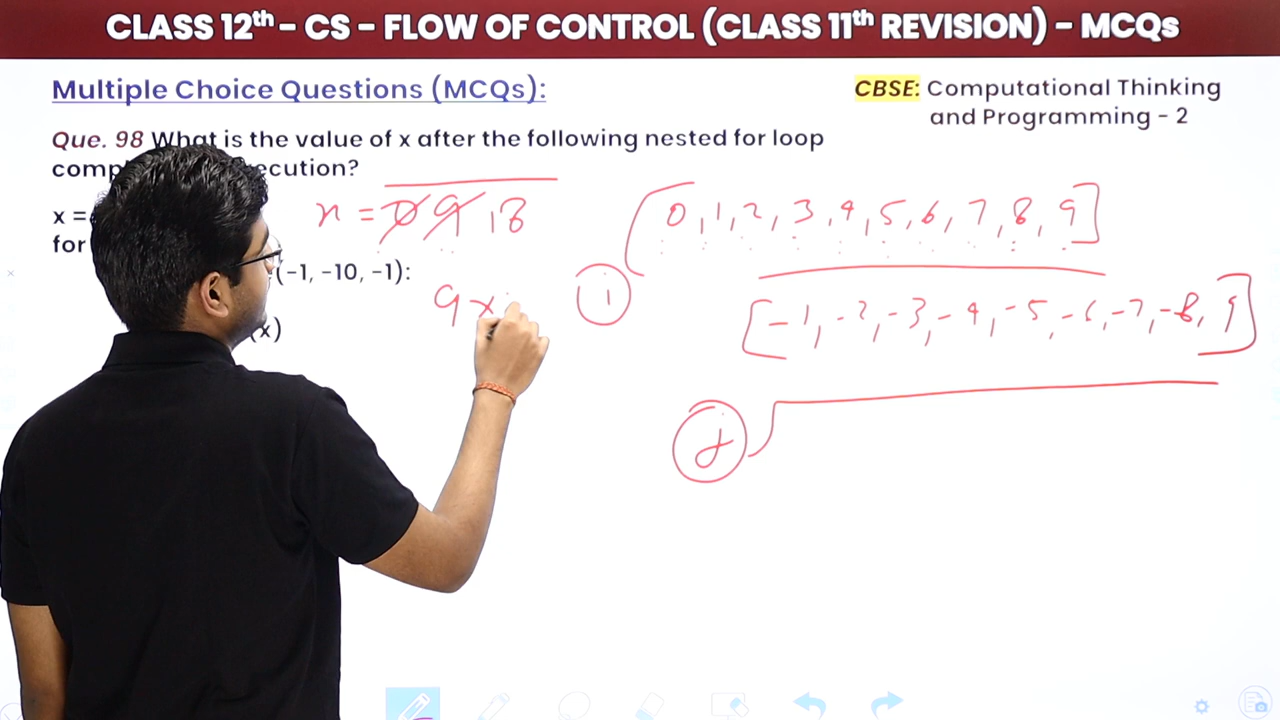 CLASS 12th - CS - FLOW OF CONTROL (CLASS 11th REVISION) - MCQs
Multiple Choice Questions (MCQs):
CBSE: Computational Thinking
and Programming - 2
Que. 98 What is the value of x after the following nested for loop
comp ecution?
x =
for
(-1, -10, -1):
(x)
x = 0 9 18
9 x
i
0, 1, 2, 3, 4, 5, 6, 7, 8, 9]
[-1, -2, -3, -4, -5, -6, -7, -8, 9]
j